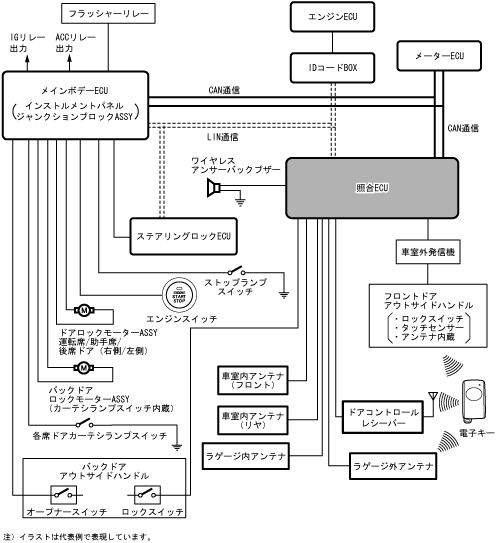 フラッシャーリレー
エンジンECU
IGリレー
出力
ACCリレー
出力
メーターECU
IDコードBOX
メインボデーECU
(インストルメントパネル
ジャンクションブロックASSY)
CAN通信
CAN通信
LIN通信
ワイヤレス
アンサーバックブザー
照合ECU
ステアリングロックECU
車室外発信機
ストップランプ
スイッチ
ENGINE
START
STOP
エンジンスイッチ
フロントドア
アウトサイドハンドル
(・ロックスイッチ
・タッチセンサー
・アンテナ内蔵)
M
ドアロックモーターASSY
運転席/助手席/
後席ドア(右側/左側)
M
バックドア
ロックモーターASSY
(カーテシランプスイッチ内蔵)
車室内アンテナ
(フロント)
車室内アンテナ
(リヤ)
ドアコントロール
レシーバー
電子キー
各席ドアカーテシランプスイッチ
ラゲージ内アンテナ
ラゲージ外アンテナ
バックドア
アウトサイドハンドル
オープナースイッチ
ロックスイッチ
注)イラストは代表例で表現しています。